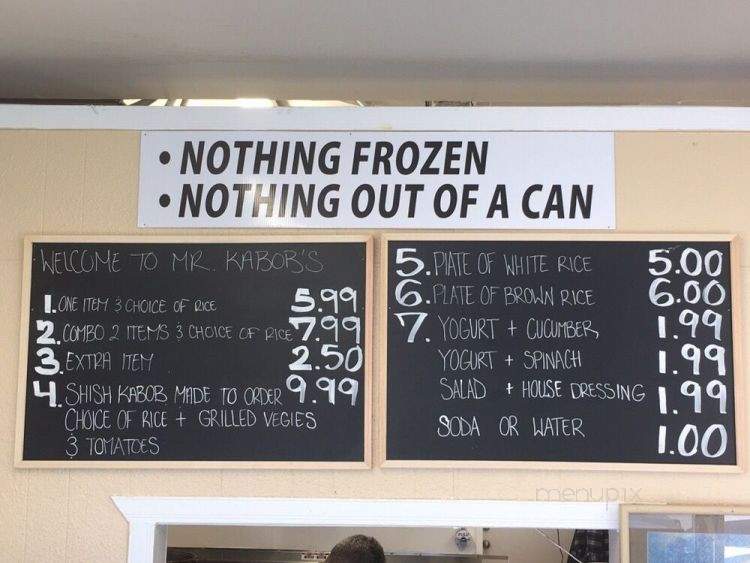 • NOTHING FROZEN
• NOTHING OUT OF A CAN
WELCOME TO MR. KABOB'S
1. ONE ITEM & CHOICE OF RICE 5.99
2. COMBO 2 ITEMS & CHOICE OF RICE 7.99
3. EXTRA ITEM 2.50
4. SHISH KABOB MADE TO ORDER 9.99
CHOICE OF RICE + GRILLED VEGIES
& TOMATOES
5. PLATE OF WHITE RICE 5.00
6. PLATE OF BROWN RICE 6.00
7. YOGURT + CUCUMBER 1.99
YOGURT + SPINACH 1.99
SALAD + HOUSE DRESSING 1.99
SODA OR WATER 1.00
menupix